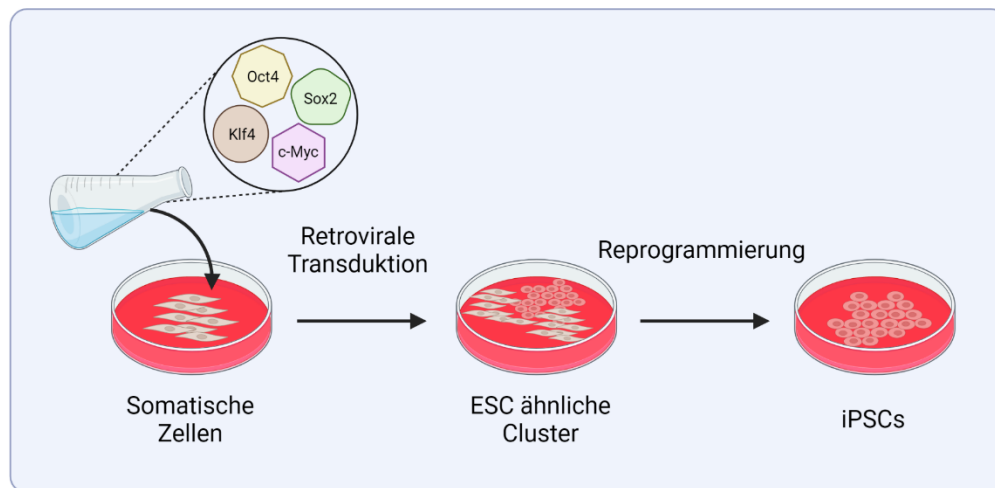 Oct4
Sox2
Klf4
c-Myc
Retrovirale
Transduktion
Reprogrammierung
Somatische
Zellen
ESC ähnliche
Cluster
iPSCs